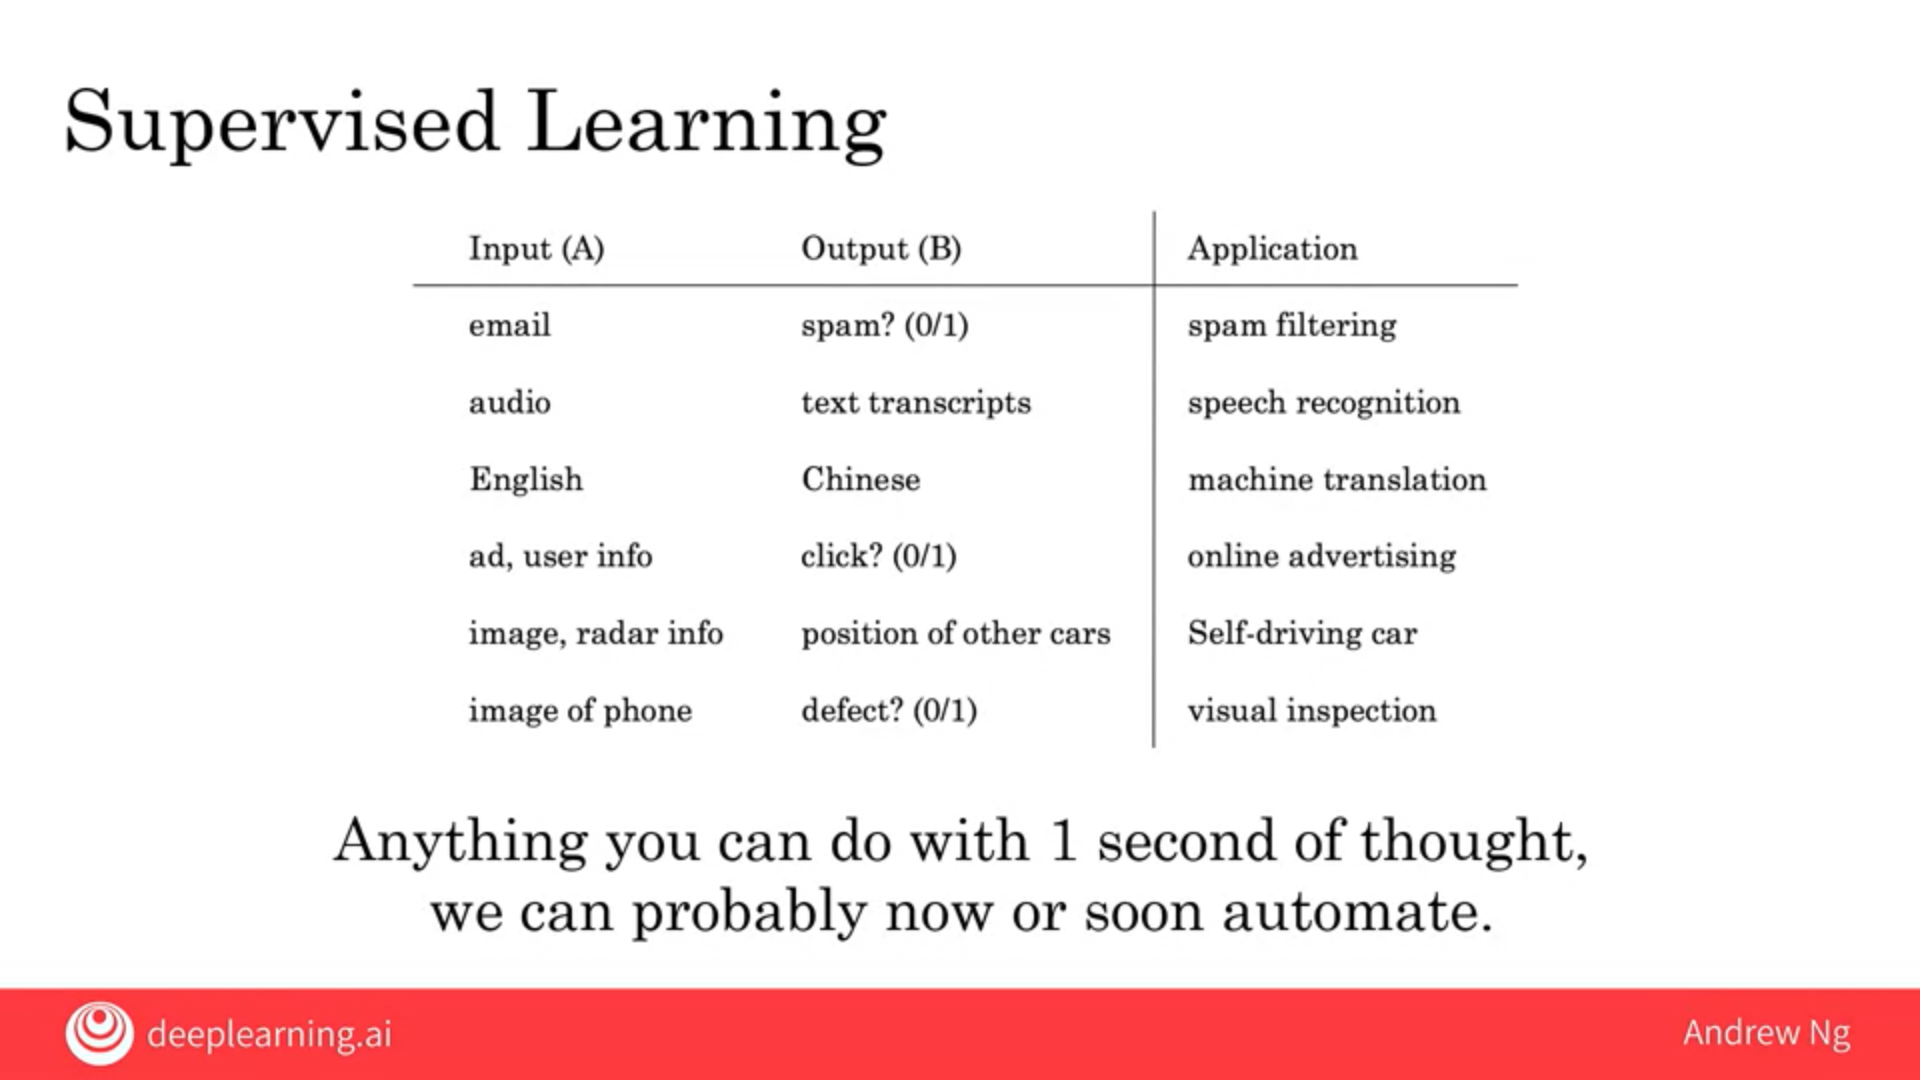 Supervised Learning
Input (A) Output (B) Application
email spam? (0/1) spam filtering
audio text transcripts speech recognition
English Chinese machine translation
ad, user info click? (0/1) online advertising
image, radar info position of other cars Self-driving car
image of phone defect? (0/1) visual inspection
Anything you can do with 1 second of thought,
we can probably now or soon automate.
deeplearning.ai Andrew Ng